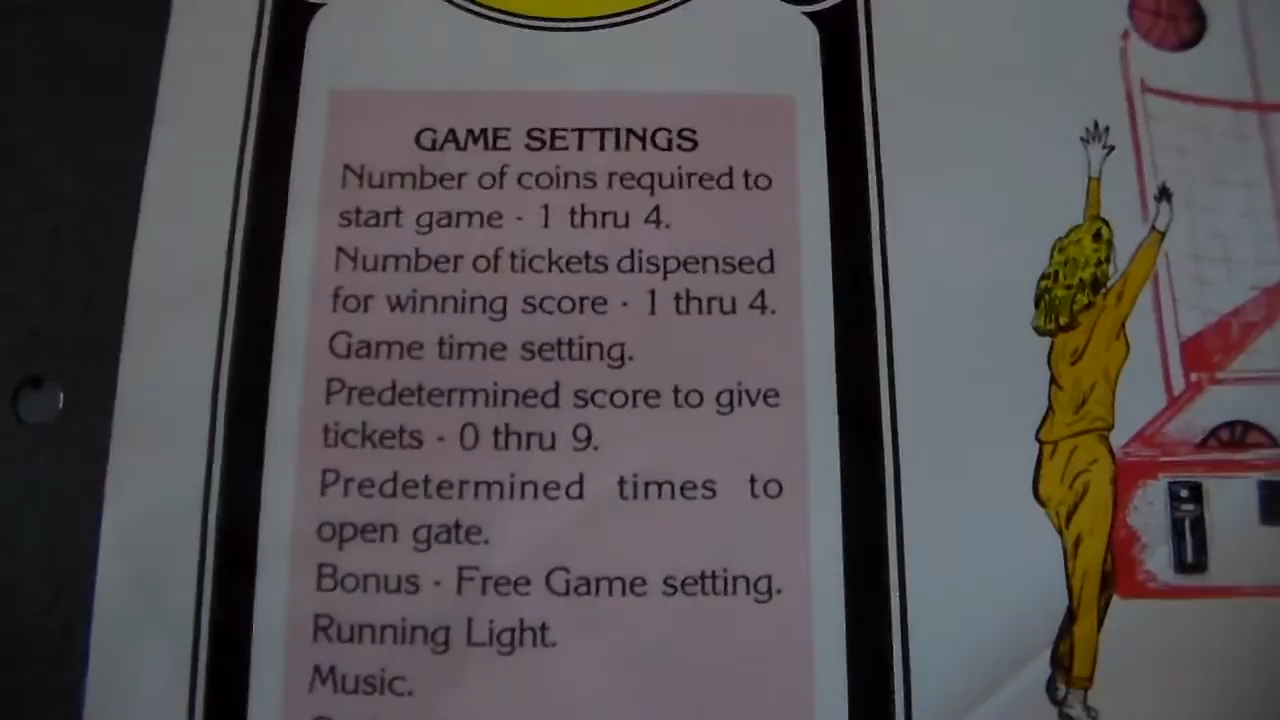 GAME SETTINGS
Number of coins required to
start game - 1 thru 4.
Number of tickets dispensed
for winning score - 1 thru 4.
Game time setting.
Predetermined score to give
tickets - 0 thru 9.
Predetermined times to
open gate.
Bonus - Free Game setting.
Running Light.
Music.